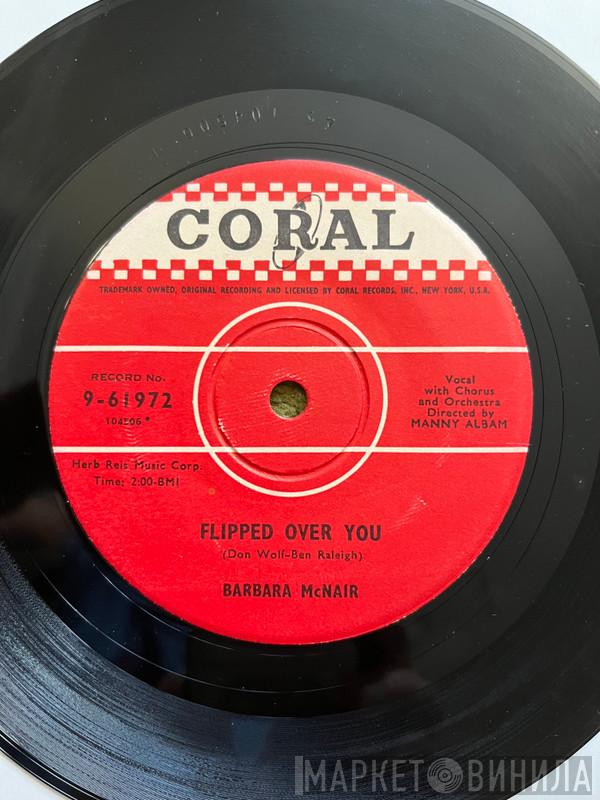 CORAL
TRADEMARK OWNED, ORIGINAL RECORDING AND LICENSED BY CORAL RECORDS, INC., NEW YORK, U.S.A.
RECORD No.
9-61972
104506*
Vocal
with Chorus
and Orchestra
Directed by
MANNY ALBAM
Herb Reis Music Corp.
Time: 2:00-BMI
FLIPPED OVER YOU
(Don Wolf-Ben Raleigh)
BARBARA McNAIR
МАРКЕТ ВИНИЛА